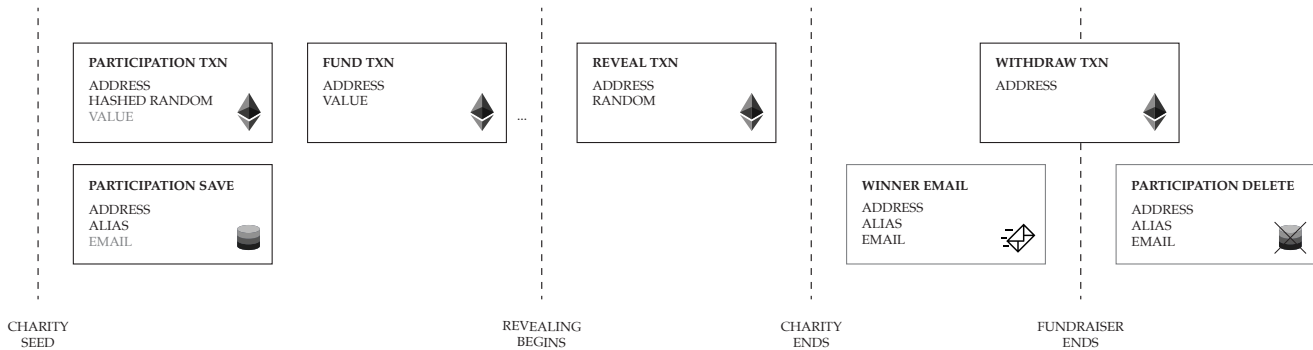 PARTICIPATION TXN
ADDRESS
HASHED RANDOM
VALUE
FUND TXN
ADDRESS
VALUE
...
REVEAL TXN
ADDRESS
RANDOM
WITHDRAW TXN
ADDRESS
PARTICIPATION SAVE
ADDRESS
ALIAS
EMAIL
WINNER EMAIL
ADDRESS
ALIAS
EMAIL
PARTICIPATION DELETE
ADDRESS
ALIAS
EMAIL
CHARITY
SEED
REVEALING
BEGINS
CHARITY
ENDS
FUNDRAISER
ENDS